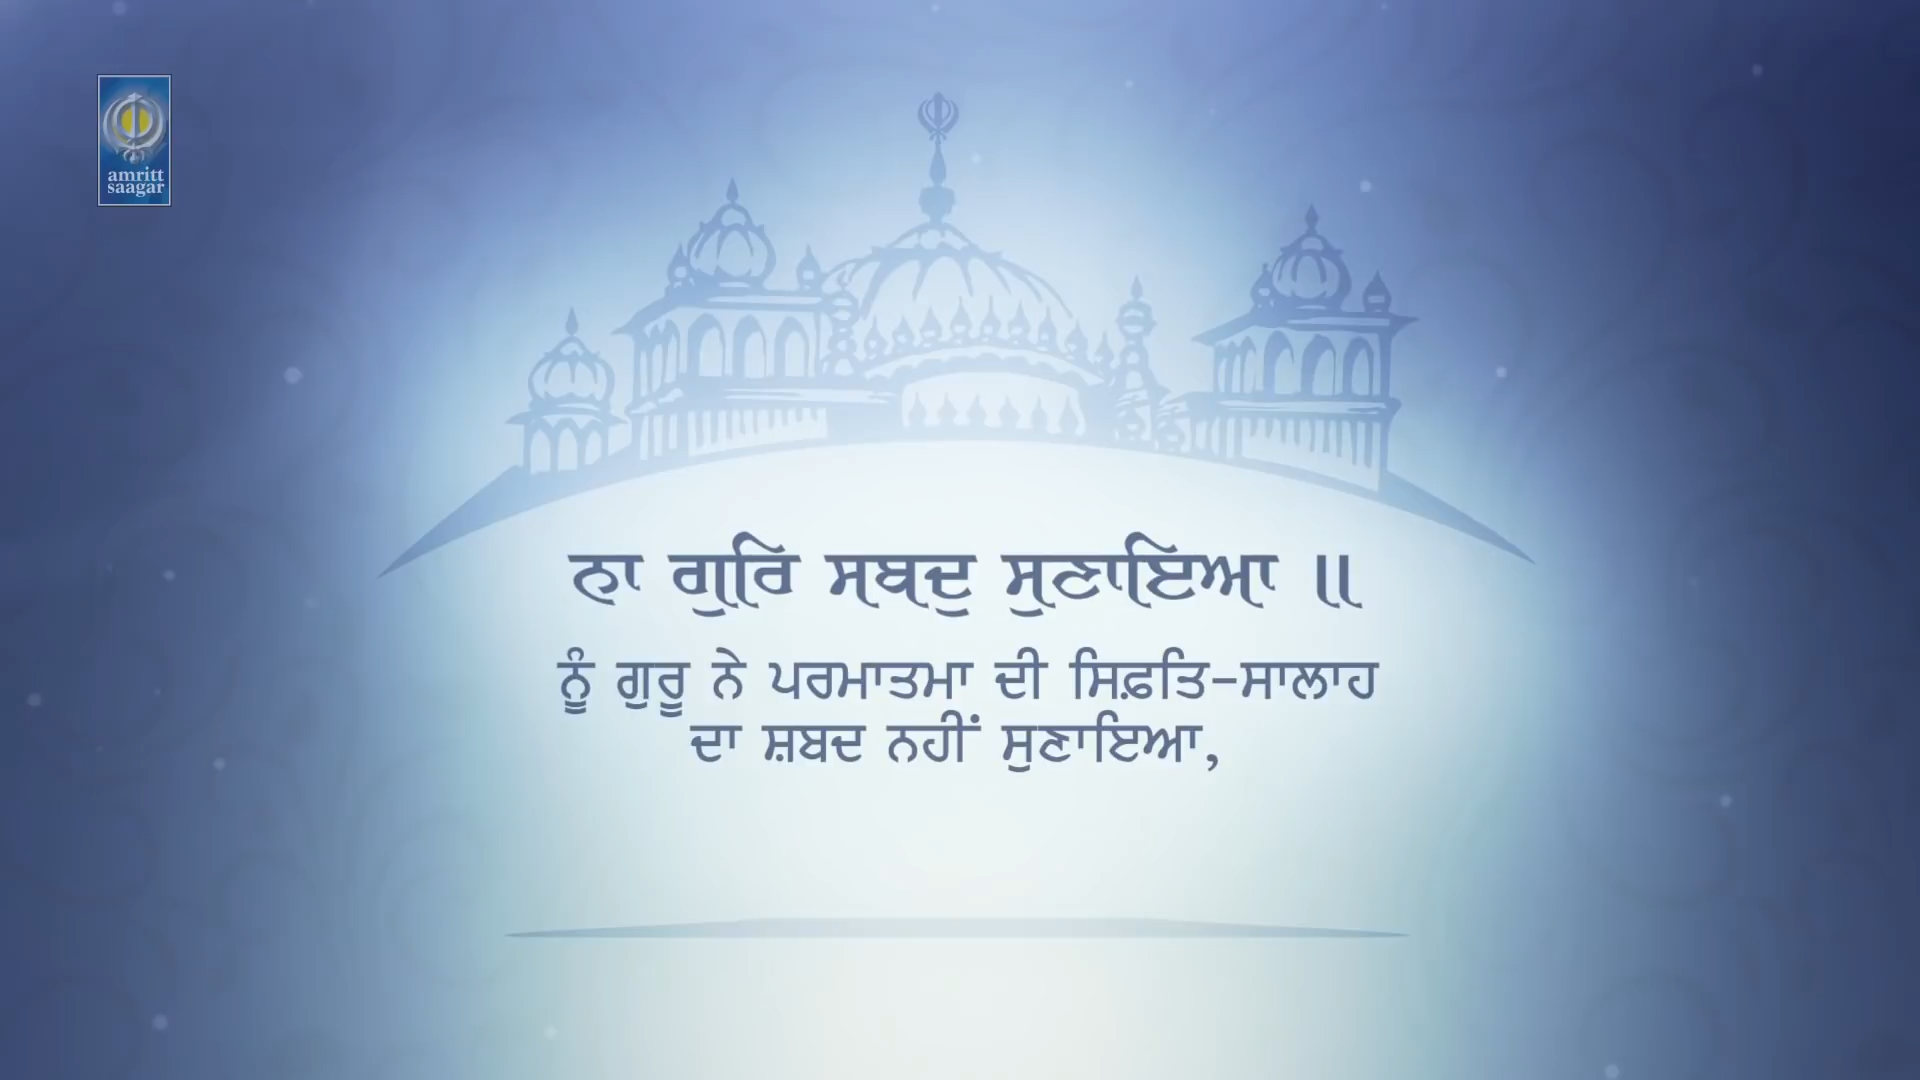 amritt
saagar
ਨਾ ਗੁਰਿ ਸਬਦੁ ਸੁਣਾਇਆ ॥
ਨੂੰ ਗੁਰੂ ਨੇ ਪਰਮਾਤਮਾ ਦੀ ਸਿਫ਼ਤਿ-ਸਾਲਾਹ
ਦਾ ਸ਼ਬਦ ਨਹੀਂ ਸੁਣਾਇਆ,